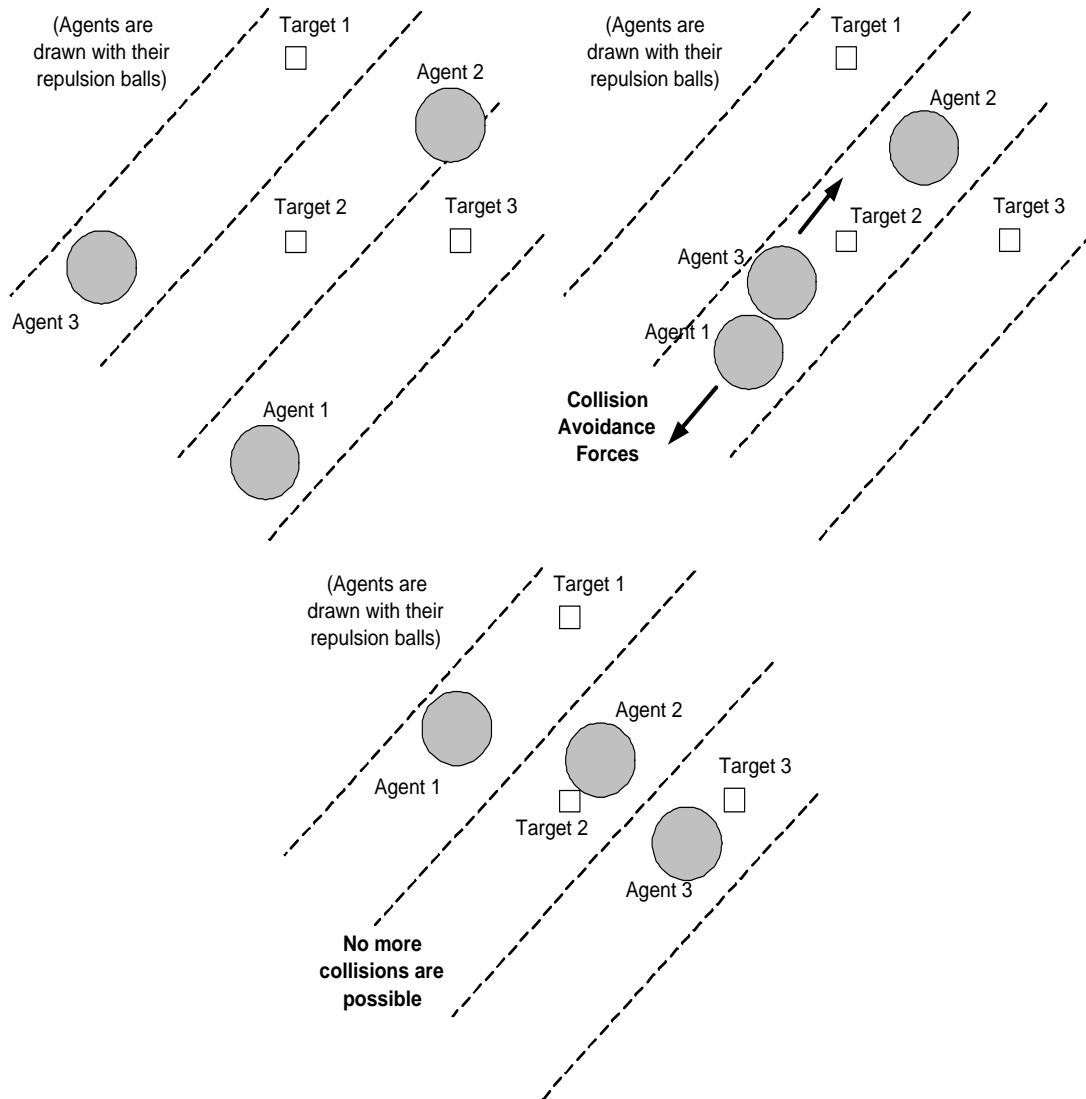 (Agents are
drawn with their
repulsion balls)
Target 1
Agent 2
Target 2
Target 3
Agent 3
Agent 1
(Agents are
drawn with their
repulsion balls)
Target 1
Agent 2
Target 2
Target 3
Agent 3
Agent 1
Collision
Avoidance
Forces
(Agents are
drawn with their
repulsion balls)
Target 1
Agent 2
Target 3
Agent 1
Target 2
Agent 3
No more
collisions are
possible